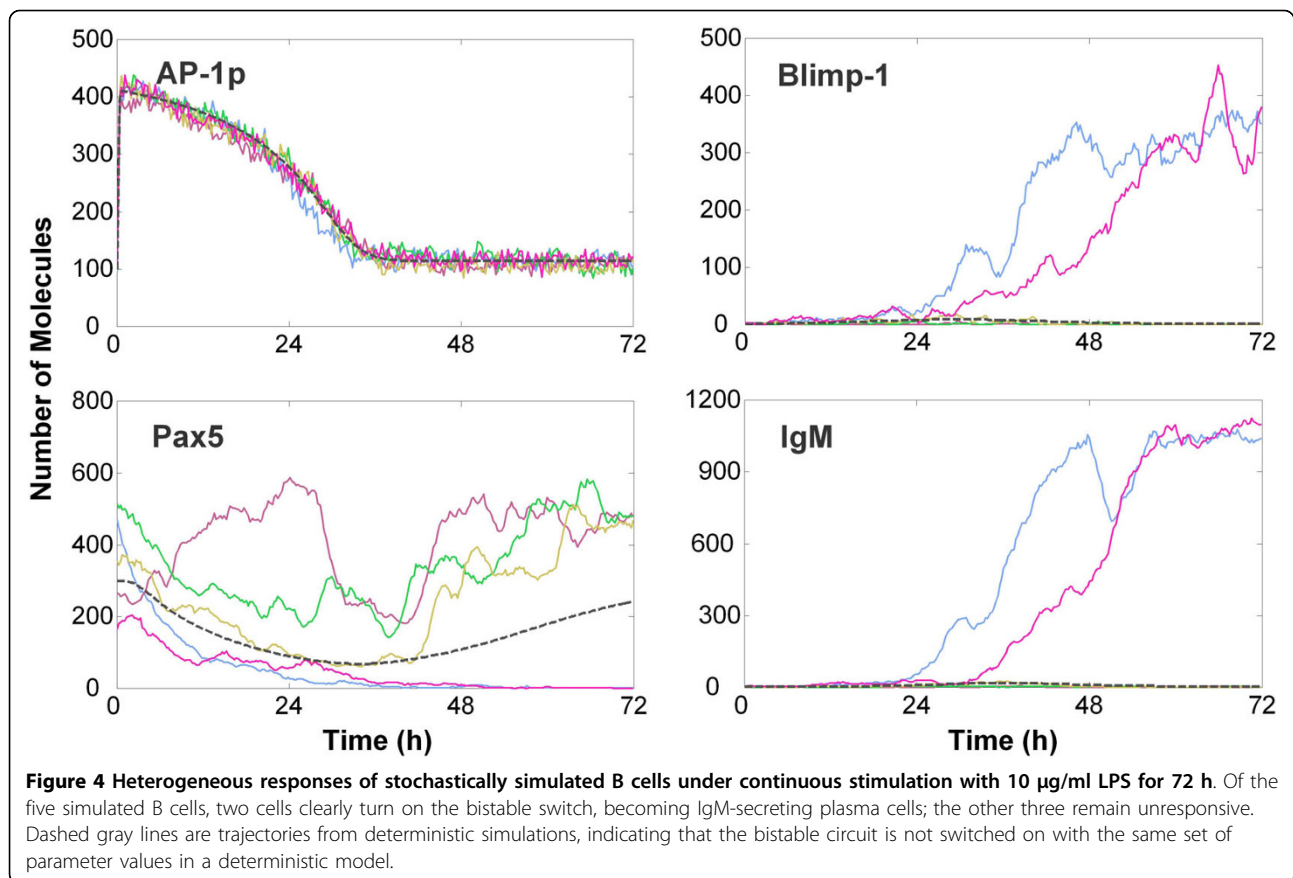 AP-1p
500
400
300
200
100
0
0 24 48 72
Blimp-1
500
400
300
200
100
0
0 24 48 72
Number of Molecules
Pax5
800
600
400
200
0
0 24 48 72
Time (h)
IgM
1200
900
600
300
0
0 24 48 72
Time (h)
Figure 4 Heterogeneous responses of stochastically simulated B cells under continuous stimulation with 10 μg/ml LPS for 72 h. Of the
five simulated B cells, two cells clearly turn on the bistable switch, becoming IgM-secreting plasma cells; the other three remain unresponsive.
Dashed gray lines are trajectories from deterministic simulations, indicating that the bistable circuit is not switched on with the same set of
parameter values in a deterministic model.